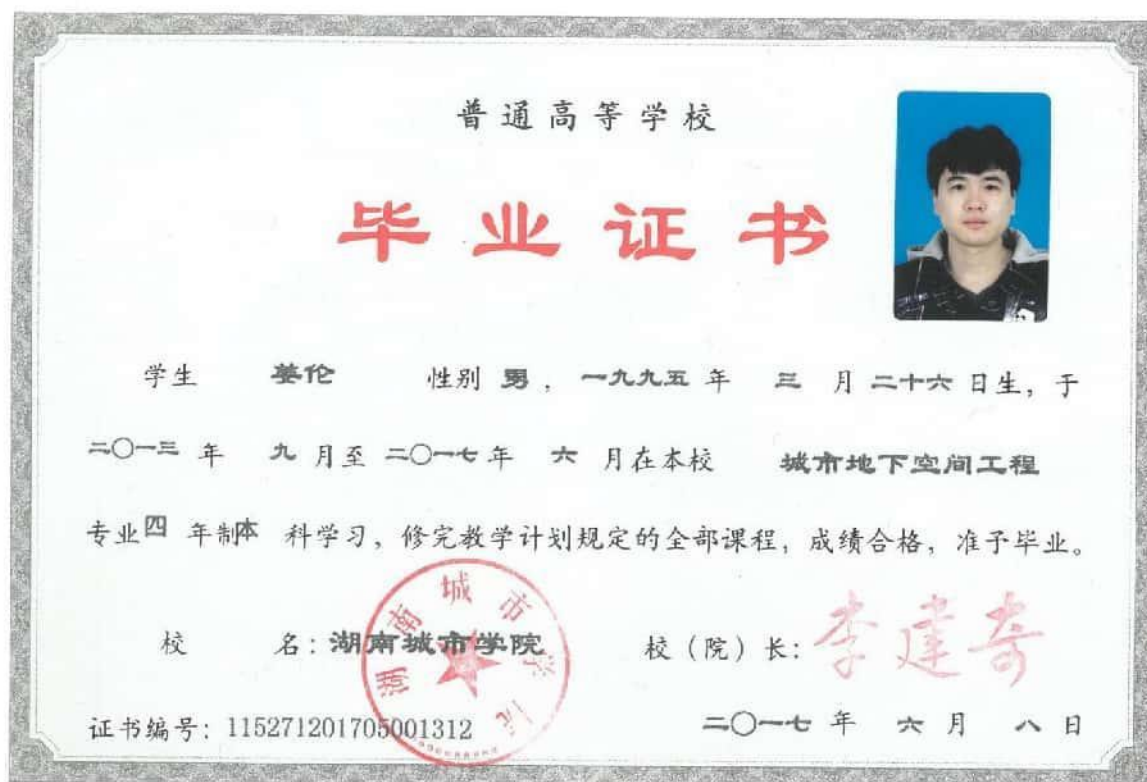 普通高等学校
毕业证书
学生 姜伦 性别 男，一九九五 年 三 月 二十六 日生，于
二〇一三 年 九 月至 二〇一七 年 六 月在本校 城市地下空间工程
专业 四 年制 本 科学习，修完教学计划规定的全部课程，成绩合格，准予毕业。
校 名：湖南城市学院 校（院）长：李建奇
湖南城市学院
证书编号：115271201705001312 二〇一七 年 六 月 八 日